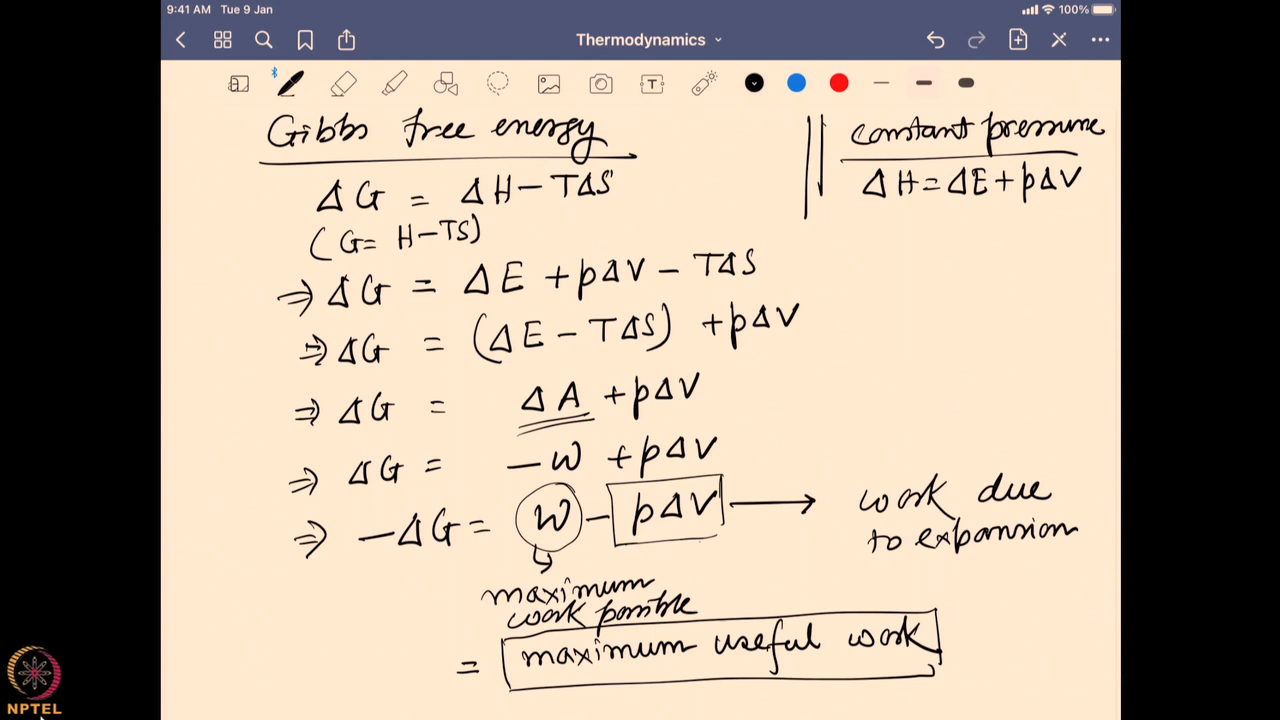 9:41 AM Tue 9 Jan
100%
Thermodynamics
Gibbs free energy
ΔG = ΔH - TΔS
(G = H - TS)
⇒ ΔG = ΔE + pΔV - TΔS
⇒ ΔG = (ΔE - TΔS) + pΔV
⇒ ΔG = ΔA + pΔV
⇒ ΔG = -W + pΔV
⇒ -ΔG = W - pΔV → work due
to expansion
maximum
work possible
= maximum useful work
constant pressure
ΔH = ΔE + pΔV
NPTEL